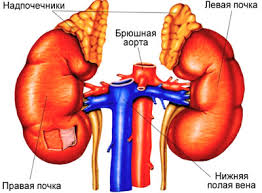 Надпочечники
Левая почка
Брюшная
аорта
Правая почка
Нижняя
полая вена